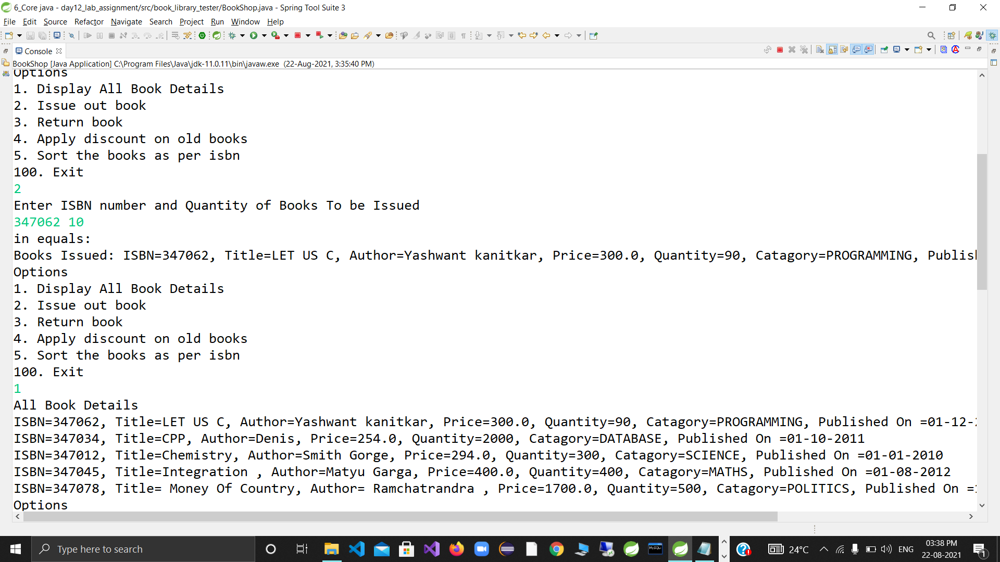 6_Core java - day12_lab_assignment/src/book_library_tester/BookShop.java - Spring Tool Suite 3
File Edit Source Refactor Navigate Search Project Run Window Help
Console
BookShop [Java Application] C:\Program Files\Java\jdk-11.0.11\bin\javaw.exe (22-Aug-2021, 3:35:40 PM)
Options
1. Display All Book Details
2. Issue out book
3. Return book
4. Apply discount on old books
5. Sort the books as per isbn
100. Exit
2
Enter ISBN number and Quantity of Books To be Issued
347062 10
in equals:
Books Issued: ISBN=347062, Title=LET US C, Author=Yashwant kanitkar, Price=300.0, Quantity=90, Catagory=PROGRAMMING, Publish
Options
1. Display All Book Details
2. Issue out book
3. Return book
4. Apply discount on old books
5. Sort the books as per isbn
100. Exit
1
All Book Details
ISBN=347062, Title=LET US C, Author=Yashwant kanitkar, Price=300.0, Quantity=90, Catagory=PROGRAMMING, Published On =01-12-
ISBN=347034, Title=CPP, Author=Denis, Price=254.0, Quantity=2000, Catagory=DATABASE, Published On =01-10-2011
ISBN=347012, Title=Chemistry, Author=Smith Gorge, Price=294.0, Quantity=300, Catagory=SCIENCE, Published On =01-01-2010
ISBN=347045, Title=Integration , Author=Matyu Garga, Price=400.0, Quantity=400, Catagory=MATHS, Published On =01-08-2012
ISBN=347078, Title= Money Of Country, Author= Ramchatrandra , Price=1700.0, Quantity=500, Catagory=POLITICS, Published On =
Options
Type here to search
MySQL
24°C
ENG
03:38 PM
22-08-2021
1